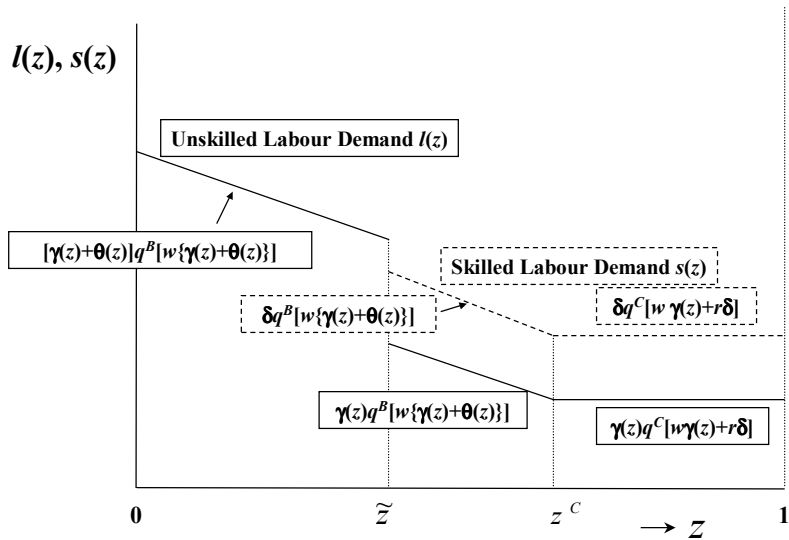 l(z), s(z)
Unskilled Labour Demand l(z)
[γ(z)+θ(z)]q^B[w{γ(z)+θ(z)}]
Skilled Labour Demand s(z)
δq^B[w{γ(z)+θ(z)}]
δq^C[w γ(z)+rδ]
γ(z)q^B[w{γ(z)+θ(z)}]
γ(z)q^C[wγ(z)+rδ]
0
z̃
z^C
→ z
1